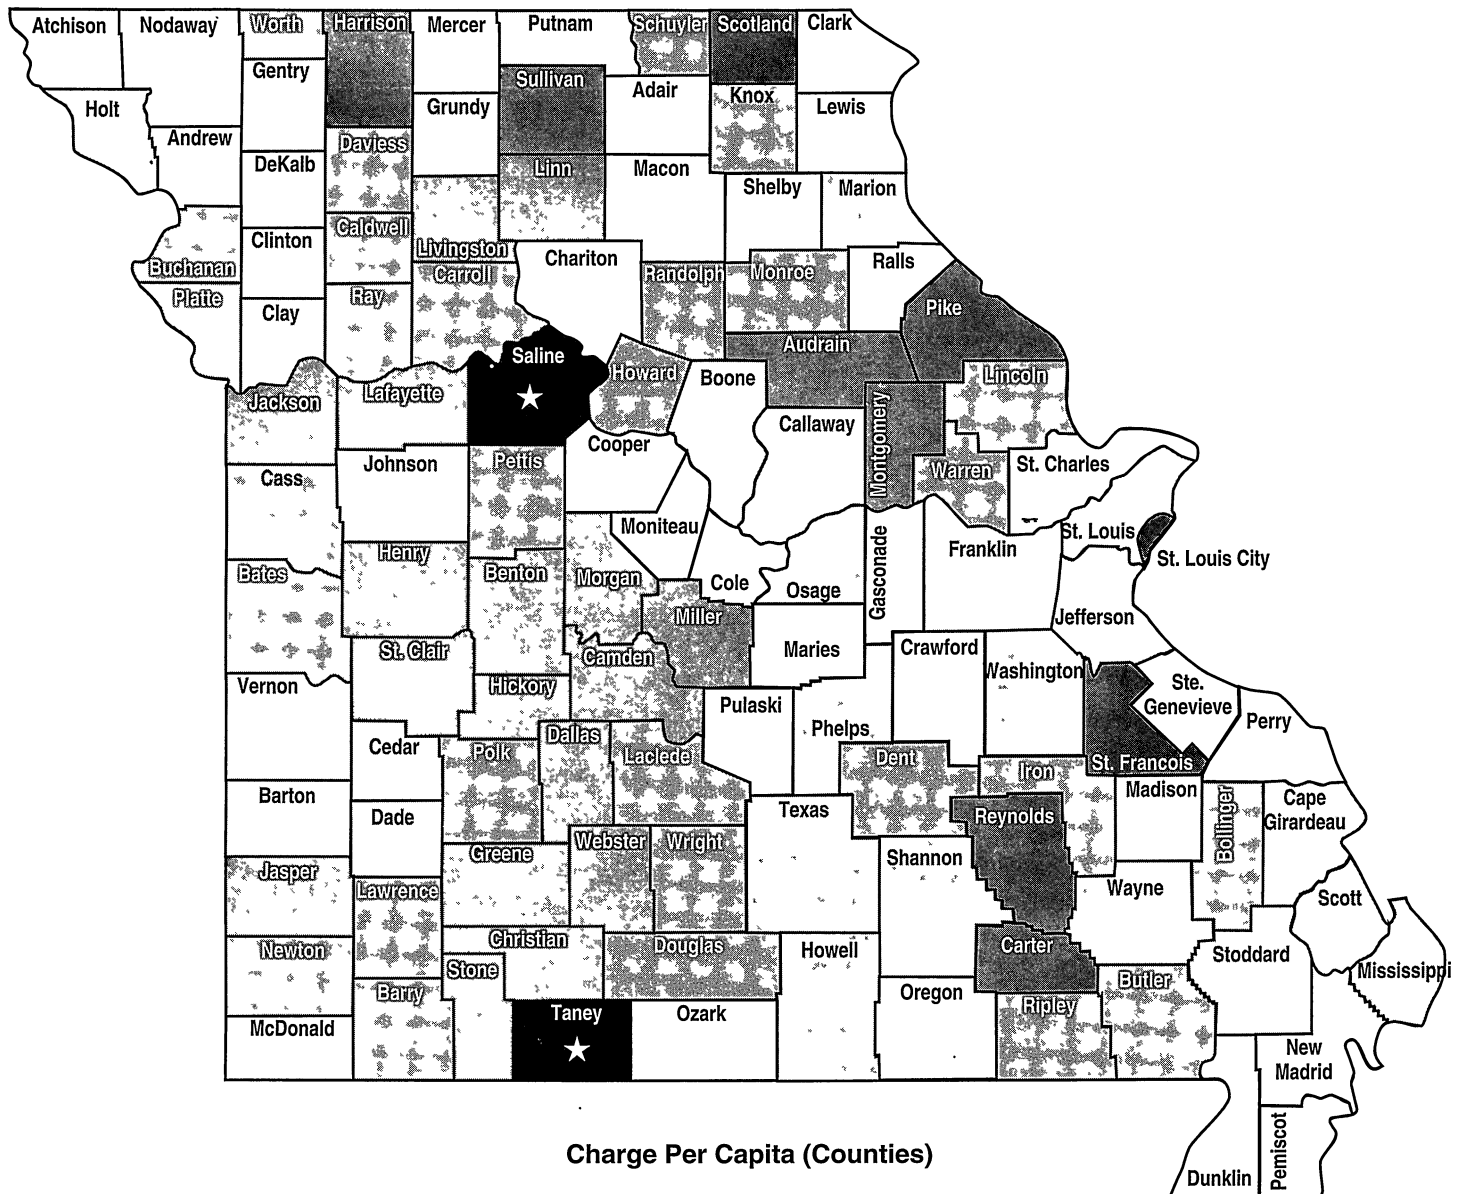 Atchison
Nodaway
Worth
Harrison
Mercer
Putnam
Schuyler
Scotland
Clark
Gentry
Sullivan
Adair
Knox
Lewis
Holt
Grundy
Andrew
Daviess
DeKalb
Linn
Macon
Shelby
Marion
Caldwell
Clinton
Livingston
Chariton
Buchanan
Carroll
Randolph
Monroe
Ralls
Platte
Ray
Clay
Pike
Saline
Audrain
Howard
Boone
Lincoln
Jackson
Lafayette
Callaway
Montgomery
Cooper
Johnson
Pettis
Warren
St. Charles
Cass
Moniteau
St. Louis
St. Louis City
Henry
Franklin
Gasconade
Bates
Benton
Morgan
Cole
Osage
Miller
Jefferson
St. Clair
Camden
Maries
Crawford
Washington
Vernon
Hickory
Ste.
Genevieve
Pulaski
Phelps
Perry
Cedar
Dallas
Polk
Laclede
Dent
Iron
St. Francois
Barton
Dade
Texas
Reynolds
Madison
Bollinger
Cape
Girardeau
Webster
Wright
Greene
Shannon
Jasper
Lawrence
Wayne
Scott
Christian
Douglas
Howell
Carter
Newton
Stone
Stoddard
Mississippi
Barry
Oregon
Butler
Ripley
McDonald
Taney
Ozark
New
Madrid
Pemiscot
Dunklin
Charge Per Capita (Counties)